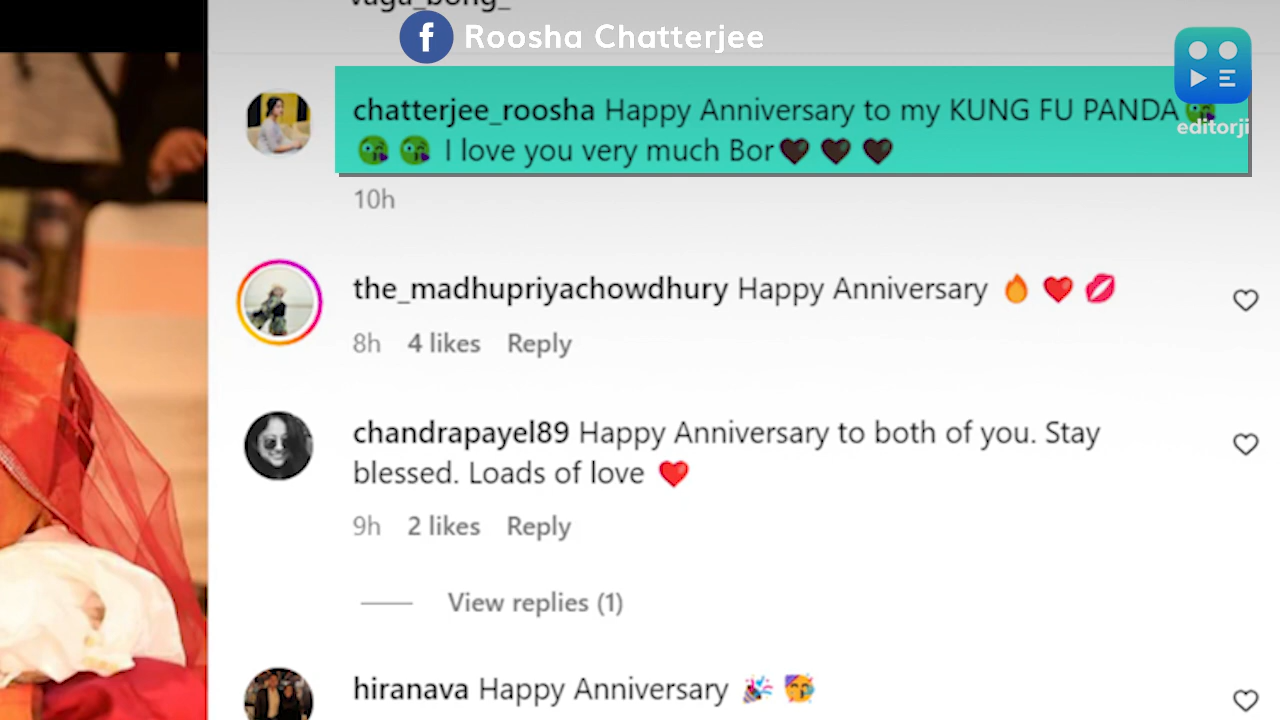 vaga_bong_
Roosha Chatterjee
chatterjee_roosha Happy Anniversary to my KUNG FU PANDA😘
😘 😘 I love you very much Bor🖤 🖤 🖤
editorji
10h
the_madhupriyachowdhury Happy Anniversary 🔥 ❤️ 💋
8h 4 likes Reply
chandrapayel89 Happy Anniversary to both of you. Stay
blessed. Loads of love ❤️
9h 2 likes Reply
View replies (1)
hiranava Happy Anniversary 🎉 🥳